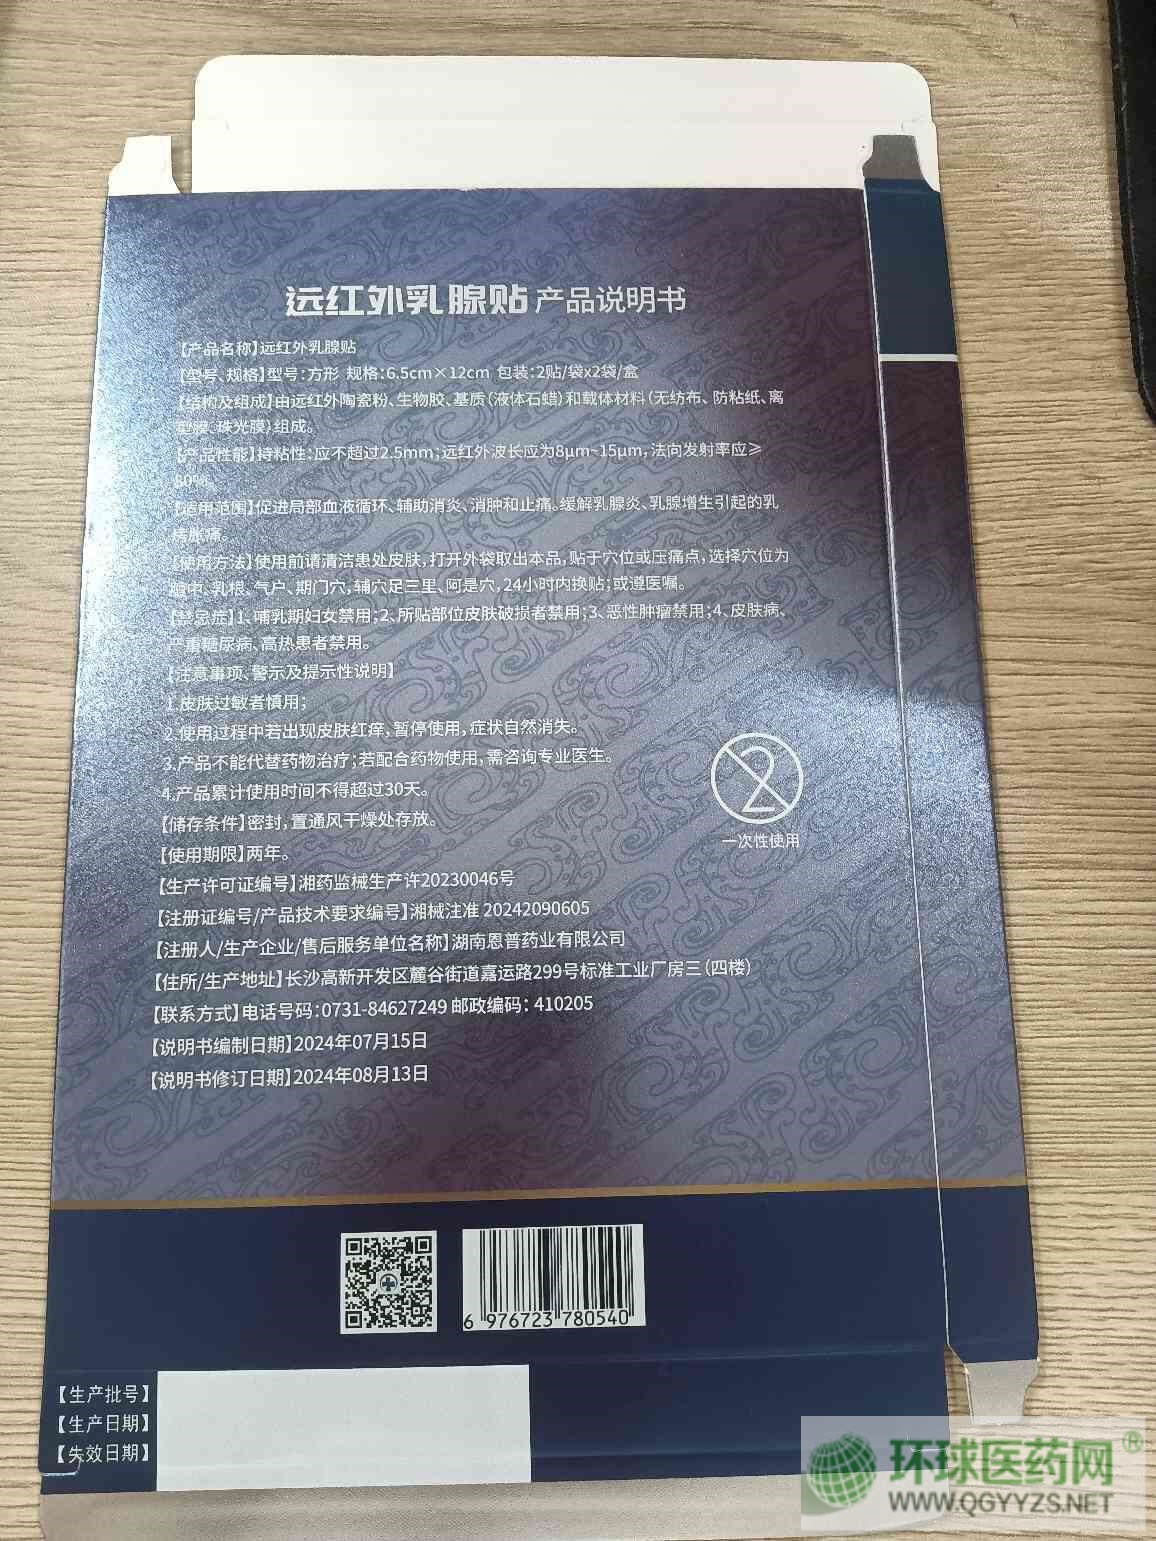 远红外乳腺贴 产品说明书
【产品名称】远红外乳腺贴
【型号、规格】型号:方形 规格:6.5cm×12cm 包装:2贴/袋x2袋/盒
【结构及组成】由远红外陶瓷粉、生物胶、基质(液体石蜡)和载体材料(无纺布、防粘纸、离
型膜、珠光膜)组成。
【产品性能】持粘性:应不超过2.5mm;远红外波长应为8μm~15μm,法向发射率应≥
80%。
【适用范围】促进局部血液循环、辅助消炎、消肿和止痛。缓解乳腺炎、乳腺增生引起的乳
房胀痛。
【使用方法】使用前请清洁患处皮肤,打开外袋取出本品,贴于穴位或压痛点,选择穴位为
膻中、乳根、气户、期门穴,辅穴足三里、阿是穴,24小时内换贴;或遵医嘱。
【禁忌症】1、哺乳期妇女禁用;2、所贴部位皮肤破损者禁用;3、恶性肿瘤禁用;4、皮肤病、
严重糖尿病、高热患者禁用。
【注意事项、警示及提示性说明】
1.皮肤过敏者慎用;
2.使用过程中若出现皮肤红痒,暂停使用,症状自然消失。
3.产品不能代替药物治疗;若配合药物使用,需咨询专业医生。
4.产品累计使用时间不得超过30天。
【储存条件】密封,置通风干燥处存放。
【使用期限】两年。
【生产许可证编号】湘药监械生产许20230046号
【注册证编号/产品技术要求编号】湘械注准 20242090605
【注册人/生产企业/售后服务单位名称】湖南恩普药业有限公司
【住所/生产地址】长沙高新开发区麓谷街道嘉运路299号标准工业厂房三(四楼)
【联系方式】电话号码:0731-84627249 邮政编码: 410205
【说明书编制日期】2024年07月15日
【说明书修订日期】2024年08月13日
2
一次性使用
6 976723 780540
【生产批号】
【生产日期】
【失效日期】
环球医药网®
WWW.QGYYZS.NET